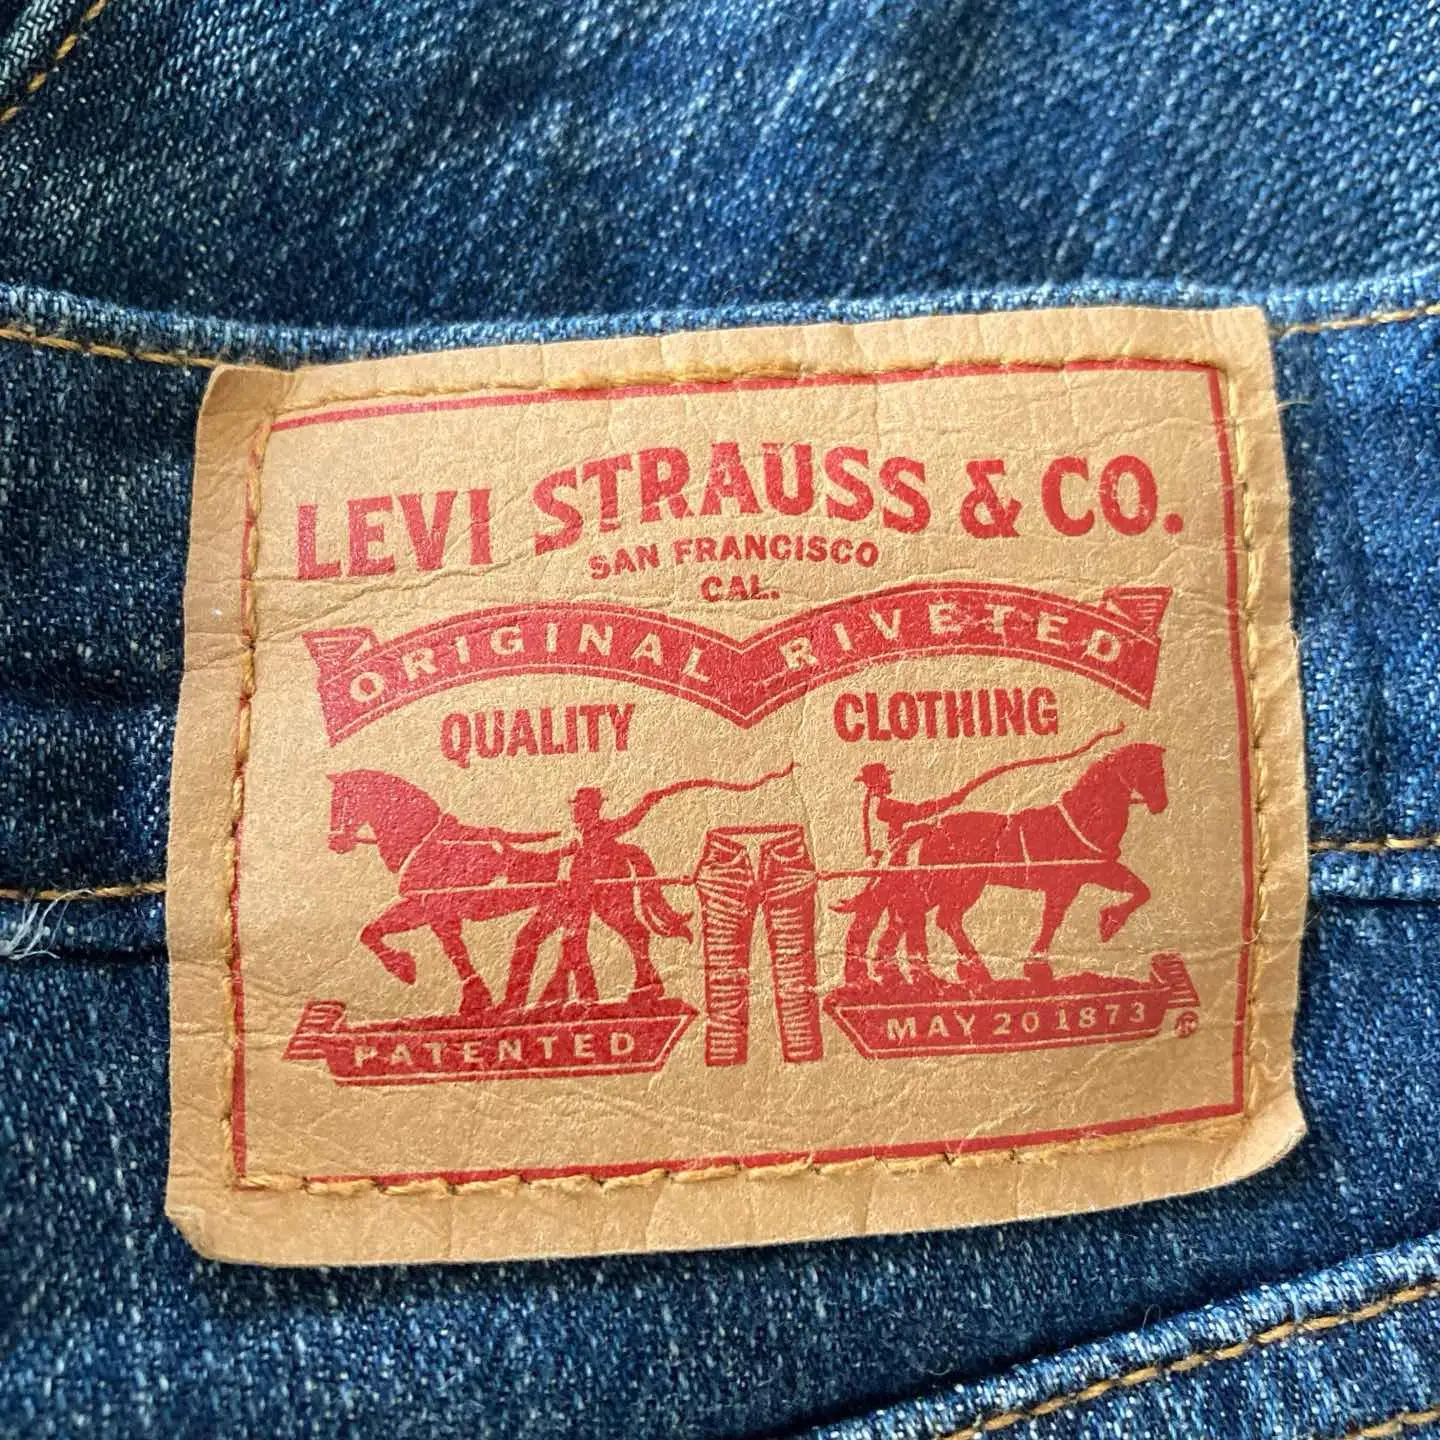 LEVI STRAUSS & CO.
SAN FRANCISCO
CAL.
ORIGINAL RIVETED
QUALITY CLOTHING
PATENTED
MAY 20 1873
®